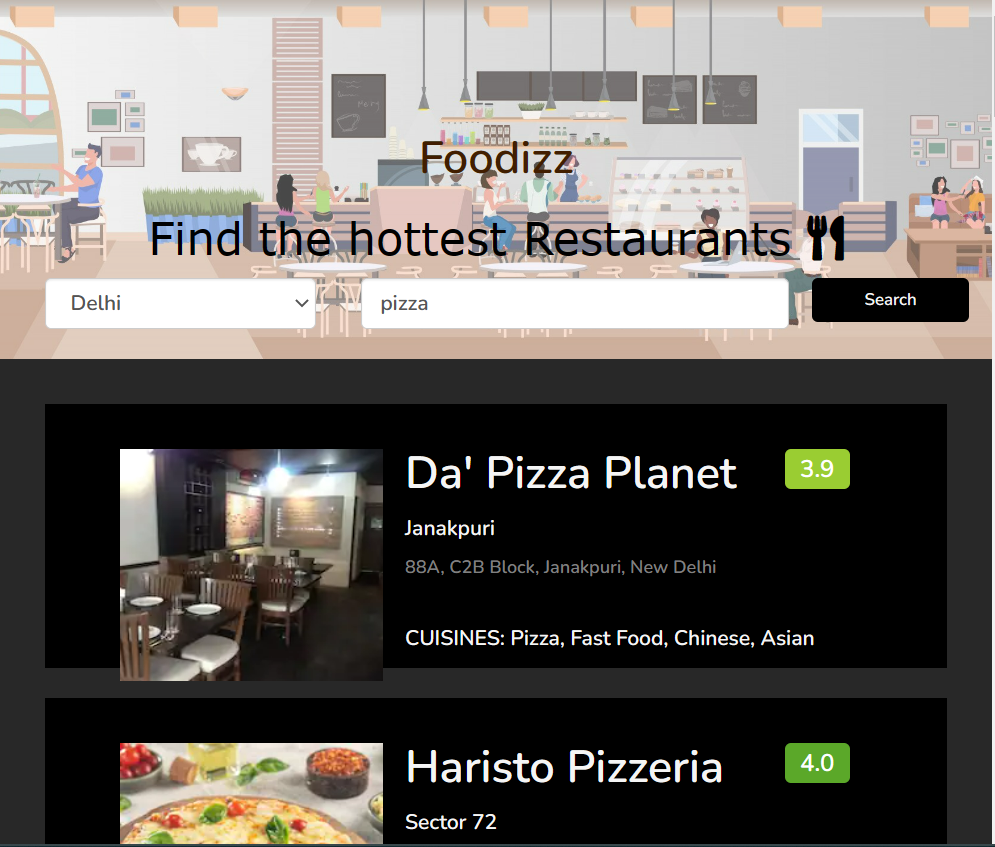 Foodizz
Find the hottest Restaurants
Delhi
pizza
Search
Da' Pizza Planet
3.9
Janakpuri
88A, C2B Block, Janakpuri, New Delhi
CUISINES: Pizza, Fast Food, Chinese, Asian
Haristo Pizzeria
4.0
Sector 72